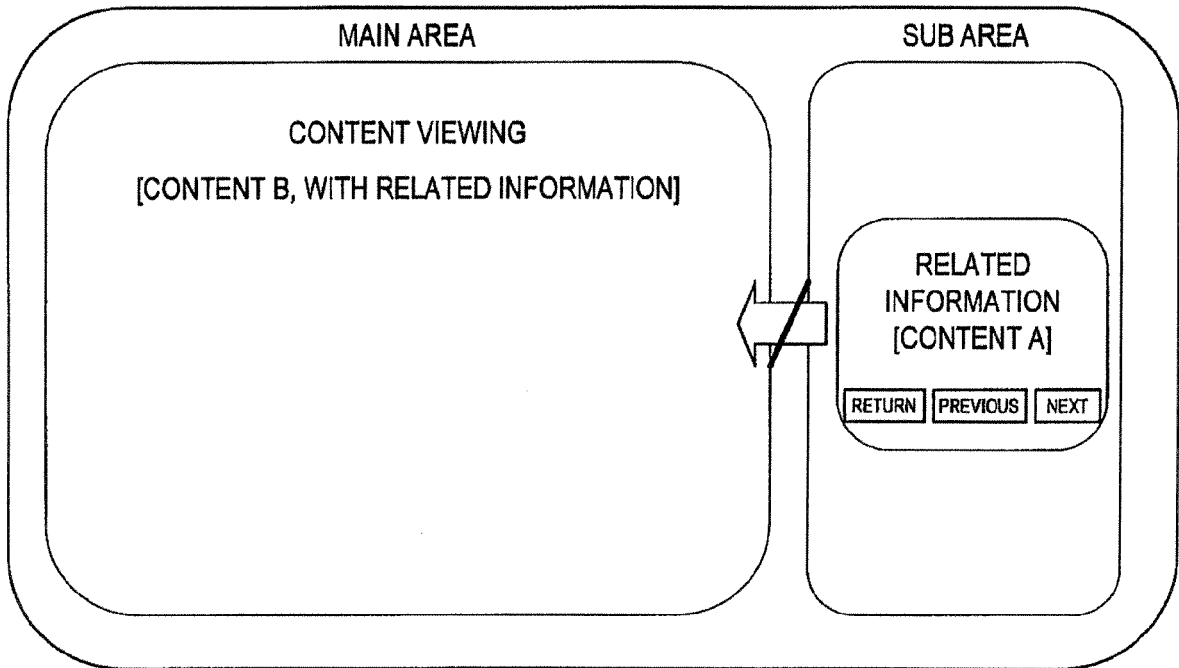 MAIN AREA
SUB AREA
CONTENT VIEWING
[CONTENT B, WITH RELATED INFORMATION]
RELATED
INFORMATION
[CONTENT A]
RETURN
PREVIOUS
NEXT